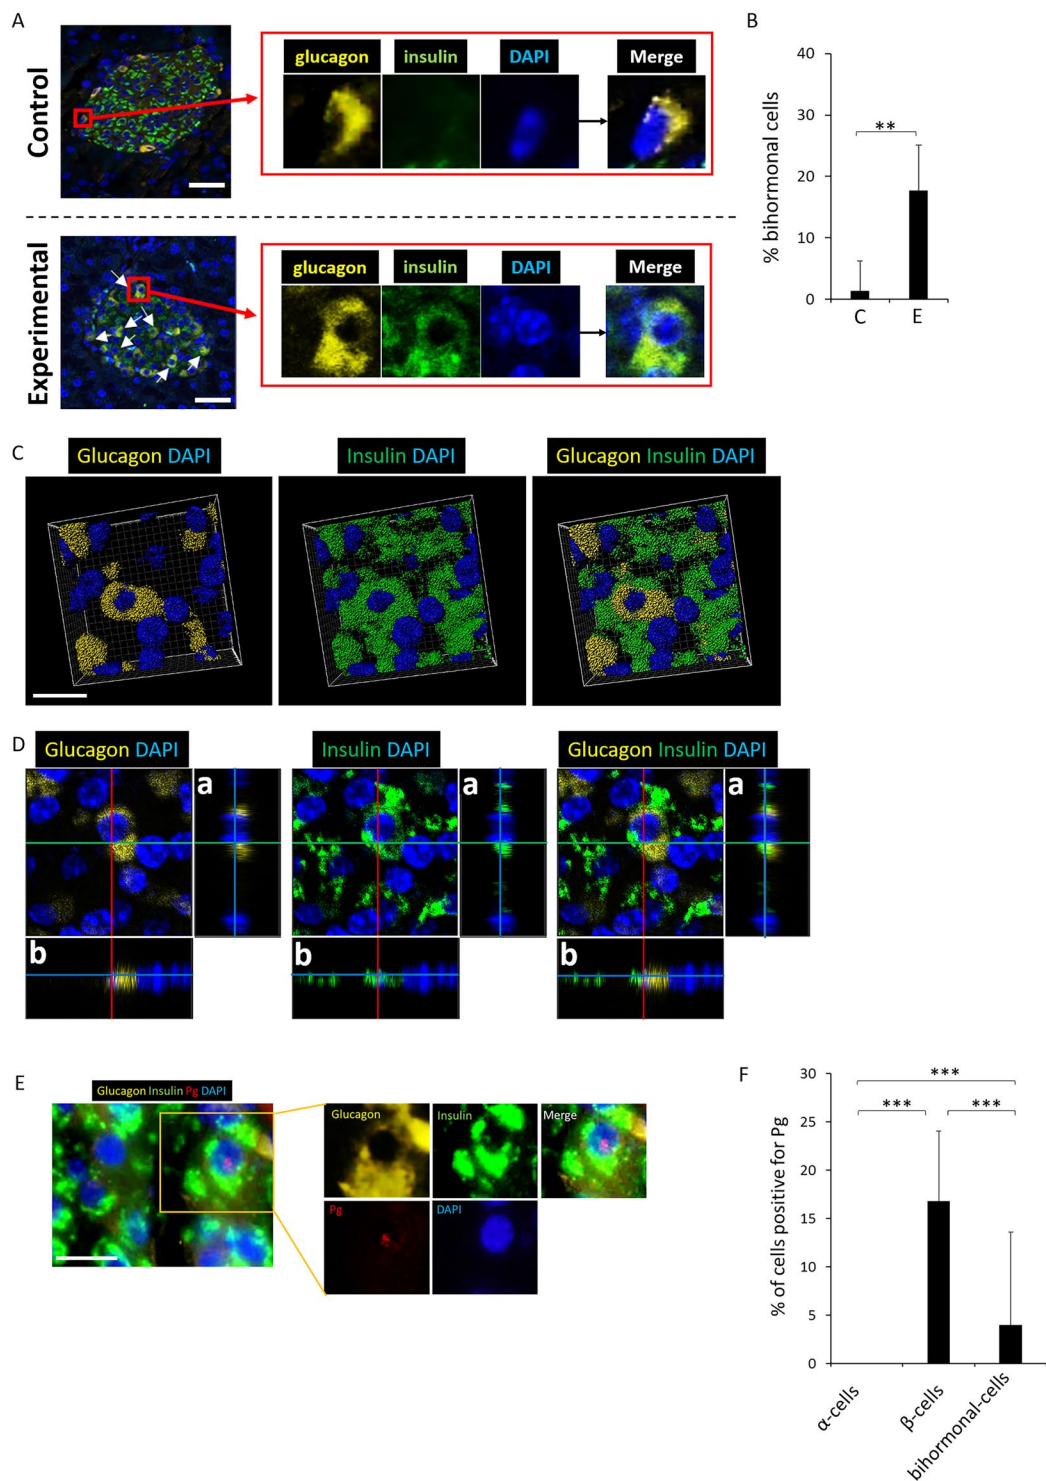 A
Control
glucagon
insulin
DAPI
Merge
Experimental
glucagon
insulin
DAPI
Merge
B
% bihormonal cells
40
30
20
10
0
**
C
E
C
Glucagon DAPI
Insulin DAPI
Glucagon Insulin DAPI
D
Glucagon DAPI
Insulin DAPI
Glucagon Insulin DAPI
a
b
a
b
a
b
E
Glucagon Insulin Pg DAPI
Glucagon
Insulin
Merge
Pg
DAPI
F
% of cells positive for Pg
30
25
20
15
10
5
0
***
***
***
α-cells
β-cells
bihormonal-cells